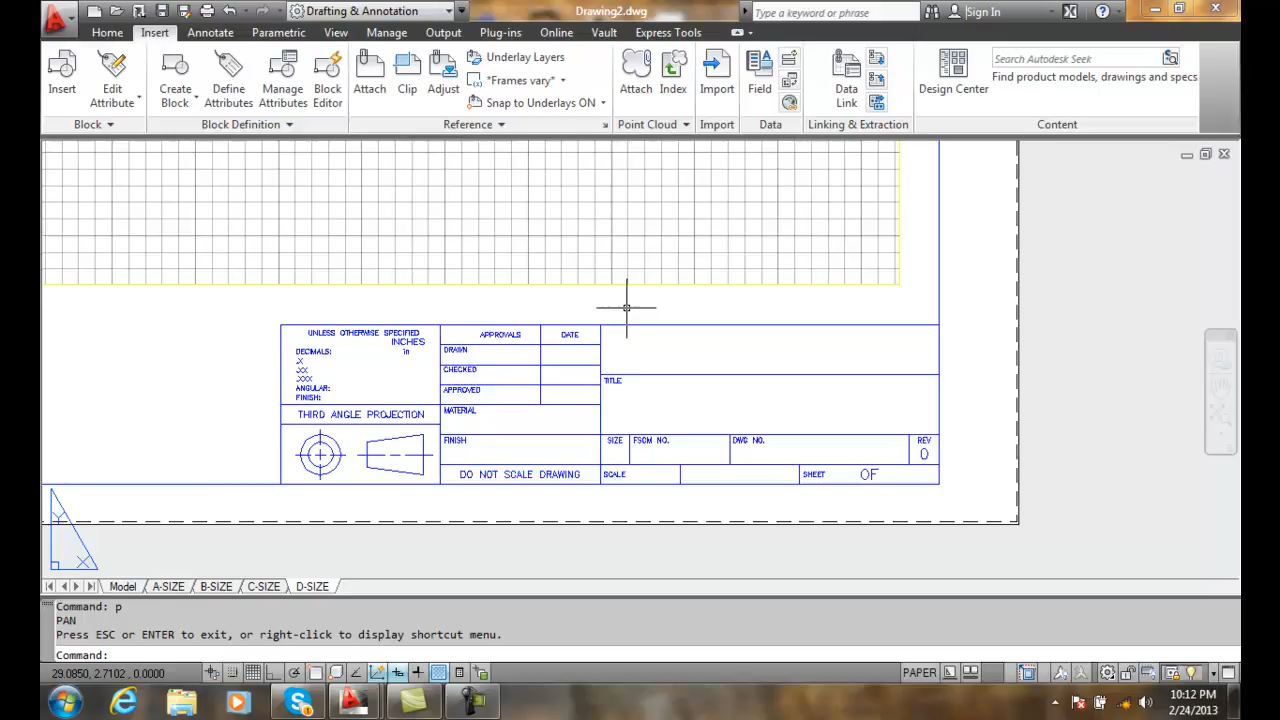 Drafting & Annotation
Drawing2.dwg
Type a keyword or phrase
Sign In
Home Insert Annotate Parametric View Manage Output Plug-ins Online Vault Express Tools
Insert
Edit Attribute
Create Block
Define Attributes
Manage Attributes
Block Editor
Attach
Clip
Adjust
Underlay Layers
*Frames vary*
Snap to Underlays ON
Attach
Index
Import
Field
Data Link
Design Center
Search Autodesk Seek
Find product models, drawings and specs
Block
Block Definition
Reference
Point Cloud
Import
Data
Linking & Extraction
Content
UNLESS OTHERWISE SPECIFIED
INCHES
DECIMALS:
in
.X
.XX
.XXX
ANGULAR:
FINISH:
THIRD ANGLE PROJECTION
APPROVALS
DATE
DRAWN
CHECKED
APPROVED
MATERIAL
FINISH
DO NOT SCALE DRAWING
TITLE
SIZE
FSCM NO.
DWG NO.
REV
0
SCALE
SHEET
OF
Y
X
Model A-SIZE B-SIZE C-SIZE D-SIZE
Command: p
PAN
Press ESC or ENTER to exit, or right-click to display shortcut menu.
Command:
29.0850, 2.7102, 0.0000
PAPER
10:12 PM
2/24/2013